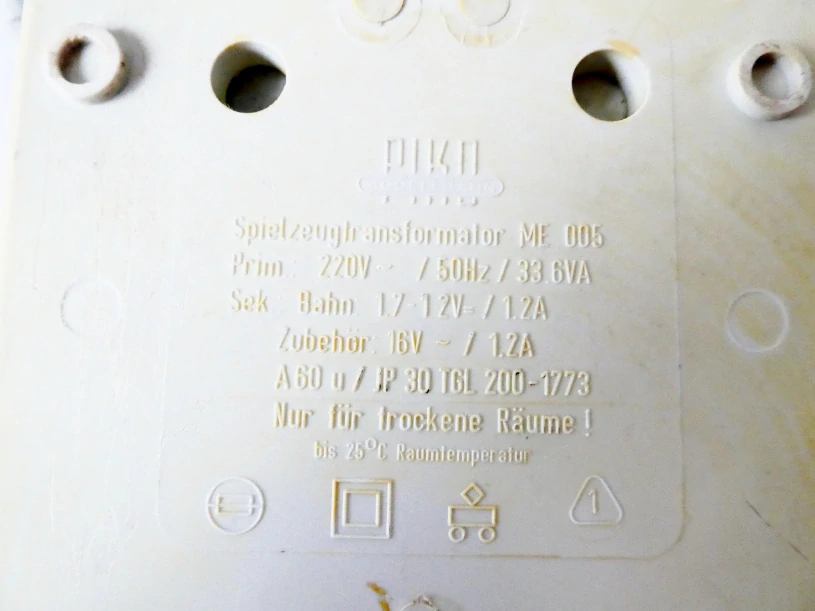 PIKO
Spielzeugtransformator ME 005
Prim.: 220V ~ / 50Hz / 33.6VA
Sek. Bahn: 1.7-12V= / 1.2A
Zubehör: 16V ~ / 1.2A
A 60 u / JP 30 TGL 200-1773
Nur für trockene Räume!
bis 25°C Raumtemperatur
1